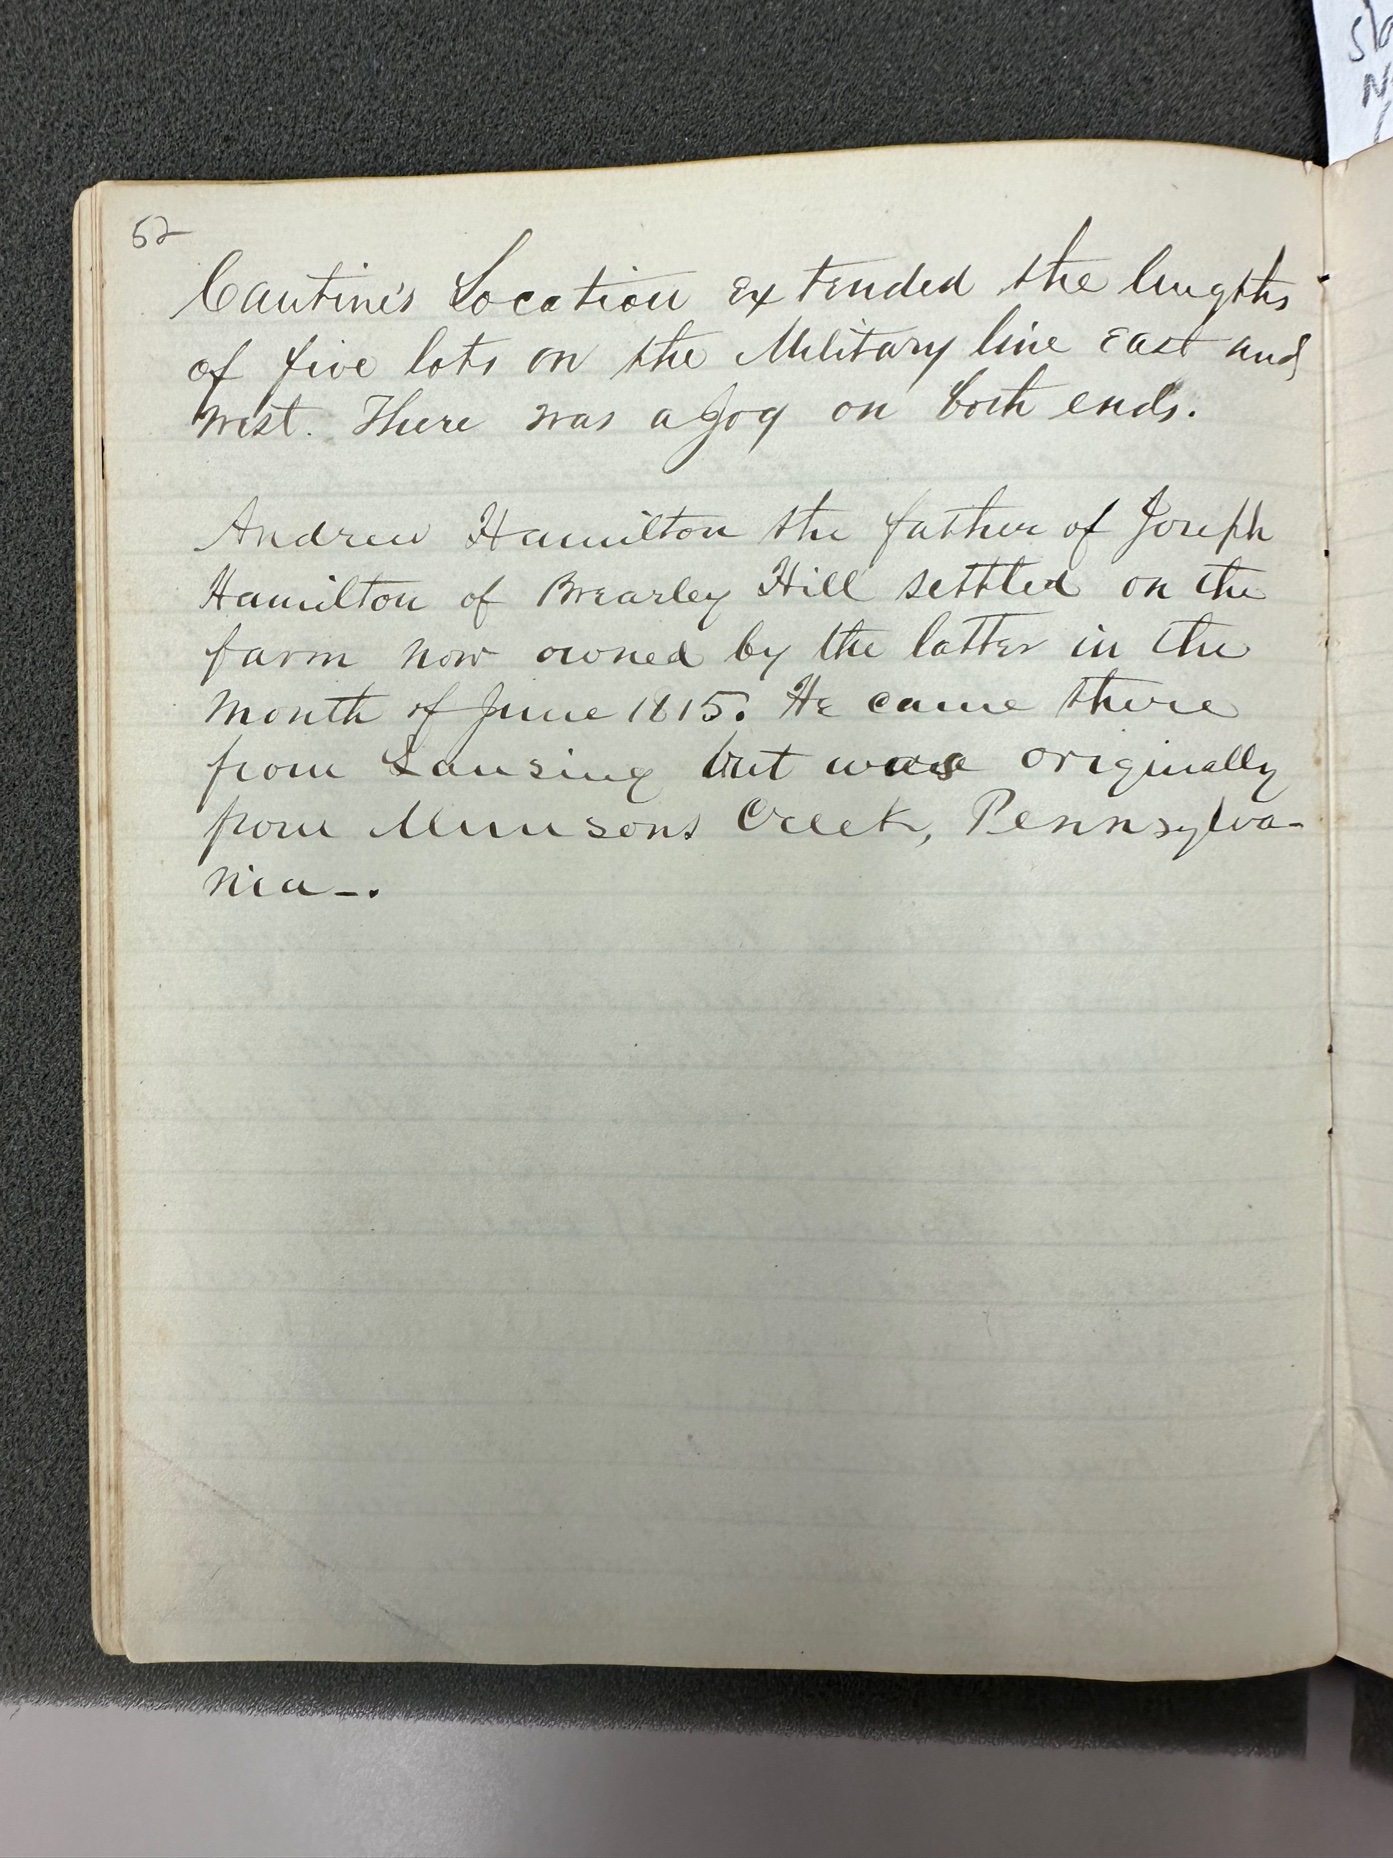 52
Cantine's Location Extended the lengths
of five lots on the Military line East and
west. There was a Jog on both ends.
Andrew Hamilton the father of Joseph
Hamilton of Brearley Hill settled on the
farm now owned by the latter in the
month of June 1815. He came there
from Lansing but was originally
from Munsons Creek, Pennsylva-
nia-.